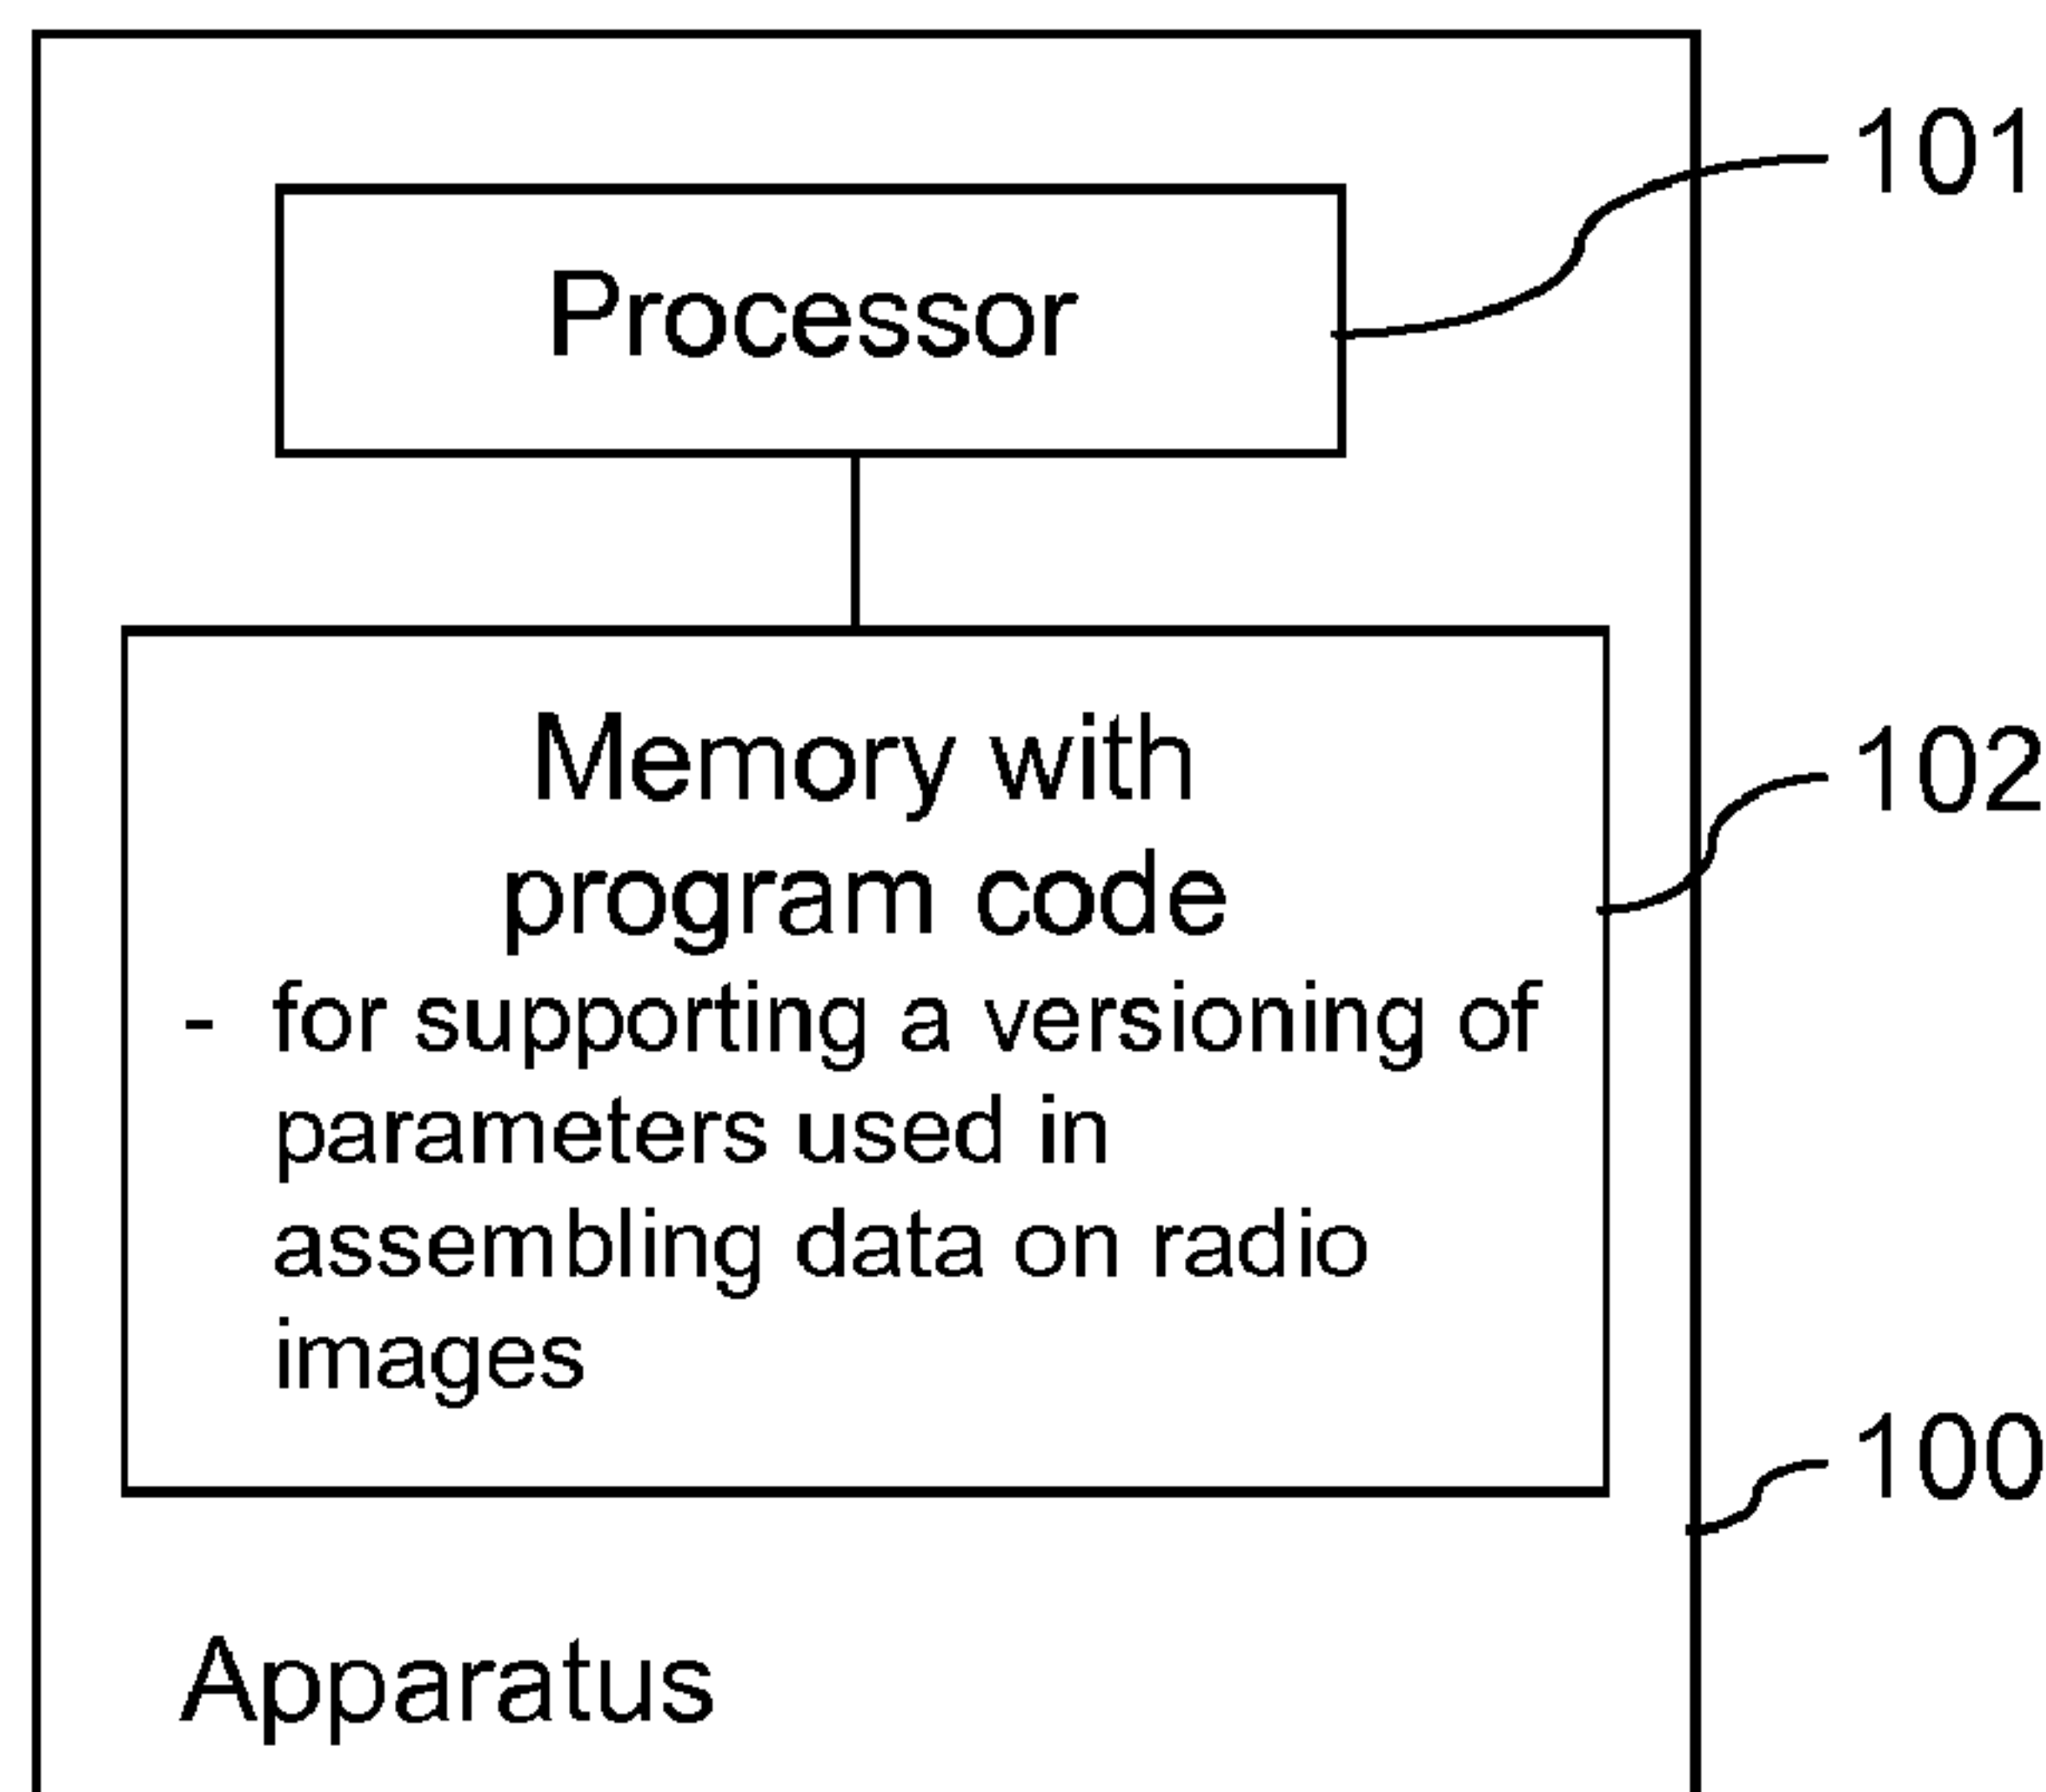 101
Processor
102
Memory with
program code
- for supporting a versioning of
parameters used in
assembling data on radio
images
100
Apparatus